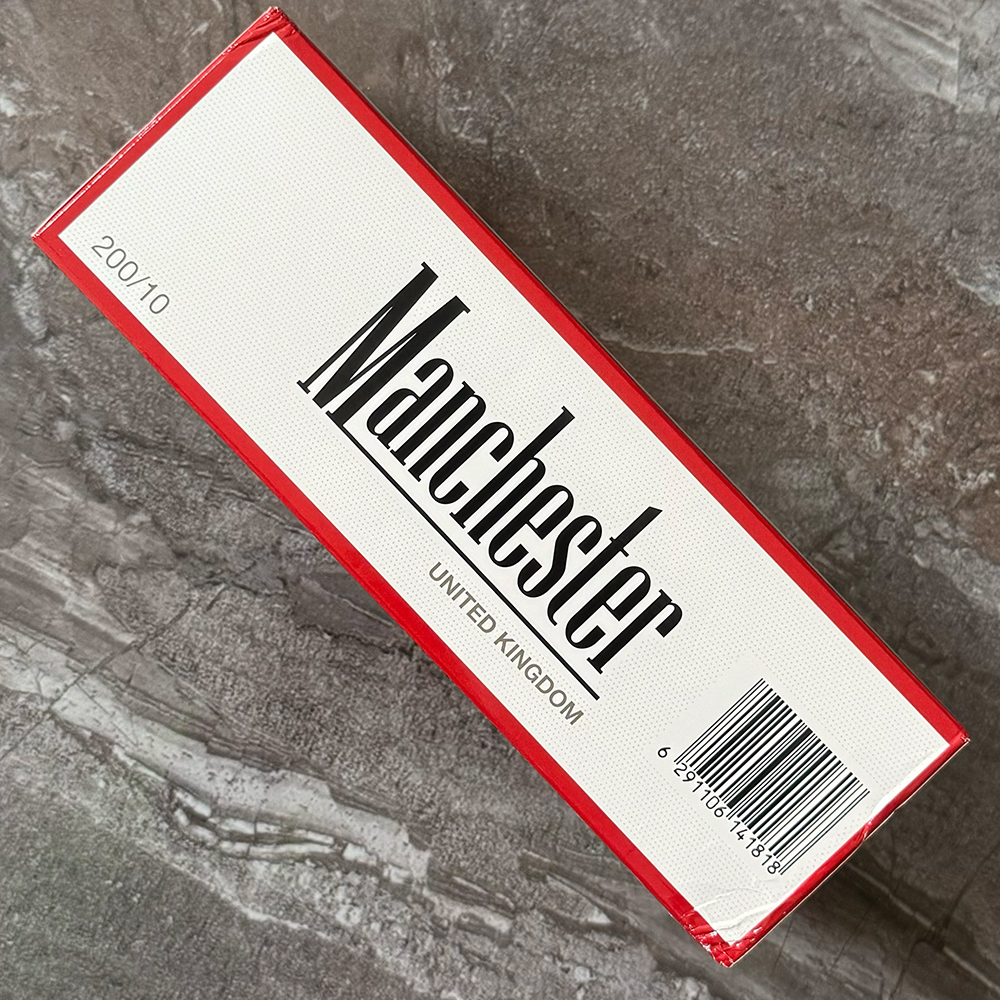 200/10
Manchester
UNITED KINGDOM
6 291106 141818